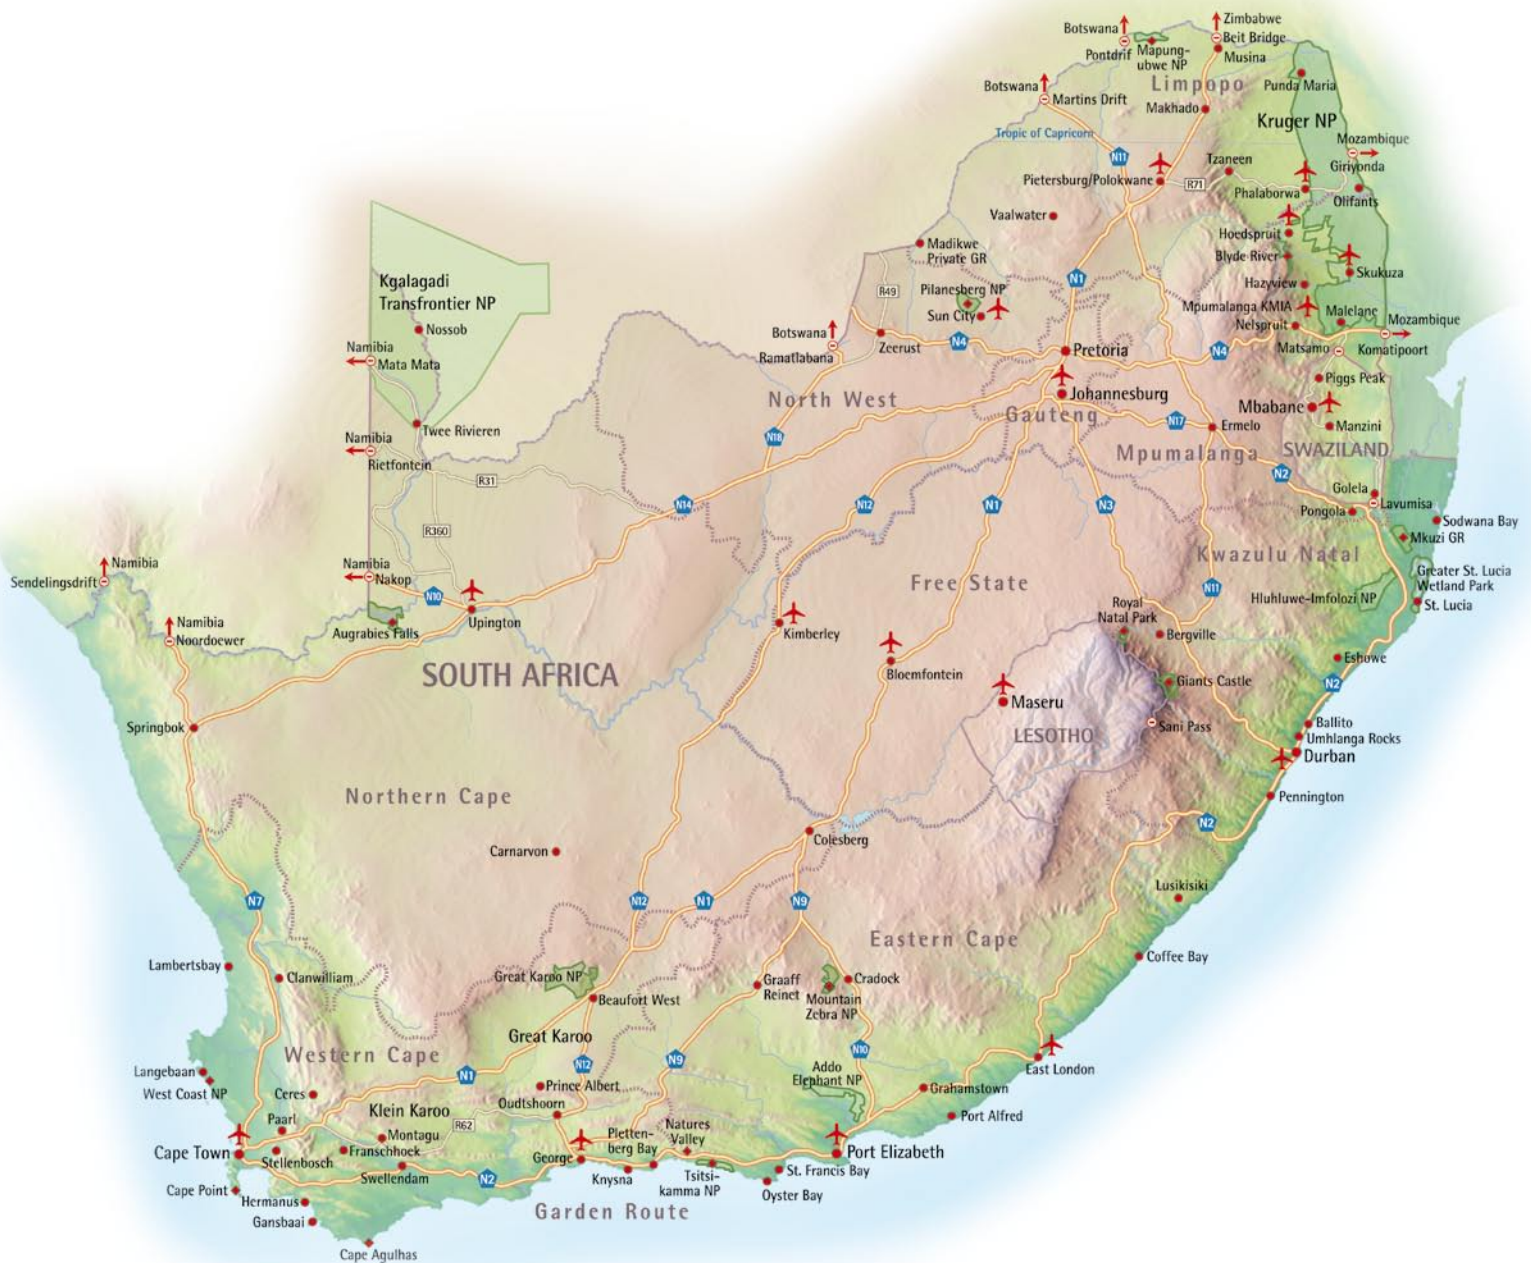 Botswana
Zimbabwe
Beit Bridge
Pontdrif
Mapung-
ubwe NP
Musina
Limpopo
Punda Maria
Botswana
Martins Drift
Makhado
Kruger NP
Tropic of Capricorn
N11
Mozambique
Giriyonda
Tzaneen
Pietersburg/Polokwane
R71
Phalaborwa
Olifants
Vaalwater
Hoedspruit
Madikwe
Private GR
Blyde River
Skukuza
Kgalagadi
Transfrontier NP
R49
Pilanesberg NP
N1
Hazyview
Sun City
Mpumalanga KMIA
Malelane
Nossob
Botswana
Nelspruit
Mozambique
Namibia
Mata Mata
Ramatlabana
Zeerust
N4
Pretoria
N4
Matsamo
Komatipoort
Piggs Peak
North West
Johannesburg
Mbabane
Gauteng
N17
Ermelo
Manzini
Twee Rivieren
Namibia
Rietfontein
N18
Mpumalanga
SWAZILAND
N2
R31
Golela
N14
N12
N1
N3
Lavumisa
Pongola
Sodwana Bay
R360
Mkuzi GR
Kwazulu Natal
Namibia
Sendelingsdrift
Namibia
Nakop
Greater St. Lucia
Wetland Park
Free State
N11
N10
Hluhluwe-Imfolozi NP
St. Lucia
Royal
Natal Park
Namibia
Noordoewer
Augrabies Falls
Upington
Kimberley
Bergville
Eshowe
SOUTH AFRICA
Bloemfontein
Giants Castle
N2
Maseru
Springbok
LESOTHO
Sani Pass
Ballito
Umhlanga Rocks
Durban
Northern Cape
Pennington
N2
Colesberg
Carnarvon
Lusikisiki
N7
N12
N1
N9
Eastern Cape
Coffee Bay
Lambertsbay
Clanwilliam
Great Karoo NP
Graaff
Reinet
Cradock
Beaufort West
Mountain
Zebra NP
Great Karoo
Western Cape
N10
N9
N12
N1
Langebaan
West Coast NP
Addo
Elephant NP
East London
Ceres
Prince Albert
Grahamstown
Klein Karoo
Oudtshoorn
Paarl
R62
Port Alfred
Montagu
Pletten-
berg Bay
Natures
Valley
Cape Town
Stellenbosch
Franschhock
George
Port Elizabeth
Swellendam
N2
Knysna
Tsitsi-
kamma NP
St. Francis Bay
Cape Point
Hermanus
Oyster Bay
Gansbaai
Garden Route
Cape Agulhas